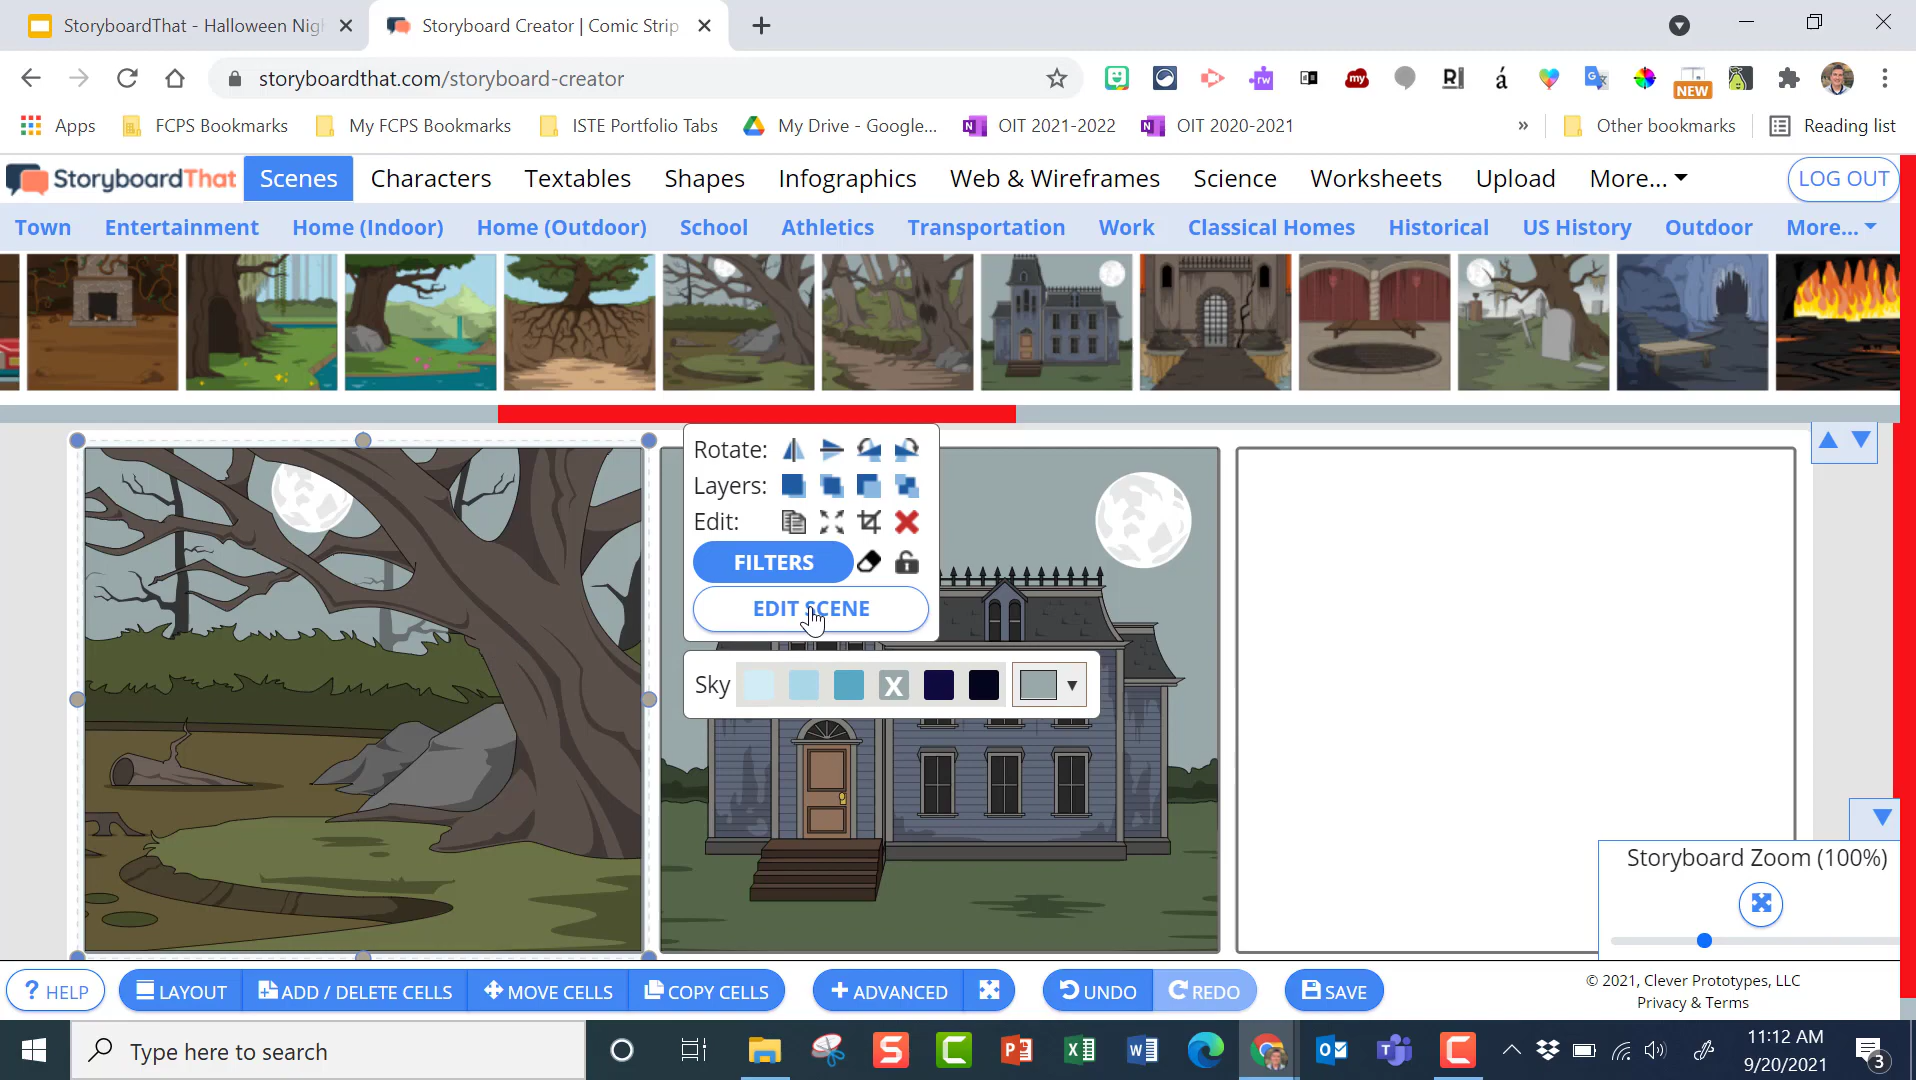 StoryboardThat - Halloween Nigh
Storyboard Creator | Comic Strip
storyboardthat.com/storyboard-creator
rw
my
R
á
NEW
Apps
FCPS Bookmarks
My FCPS Bookmarks
ISTE Portfolio Tabs
My Drive - Google...
OIT 2021-2022
OIT 2020-2021
»
Other bookmarks
Reading list
StoryboardThat
Scenes
Characters
Textables
Shapes
Infographics
Web & Wireframes
Science
Worksheets
Upload
More...
LOG OUT
Town
Entertainment
Home (Indoor)
Home (Outdoor)
School
Athletics
Transportation
Work
Classical Homes
Historical
US History
Outdoor
More...
Rotate:
Layers:
Edit:
FILTERS
EDIT SCENE
Sky
X
Storyboard Zoom (100%)
? HELP
LAYOUT
ADD / DELETE CELLS
MOVE CELLS
COPY CELLS
+ ADVANCED
UNDO
REDO
SAVE
© 2021, Clever Prototypes, LLC
Privacy & Terms
Type here to search
11:12 AM
9/20/2021
3